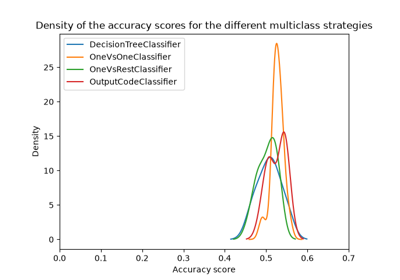 Density of the accuracy scores for the different multiclass strategies
DecisionTreeClassifier
OneVsOneClassifier
OneVsRestClassifier
OutputCodeClassifier
25
20
15
10
5
0
Density
0.0 0.1 0.2 0.3 0.4 0.5 0.6 0.7
Accuracy score